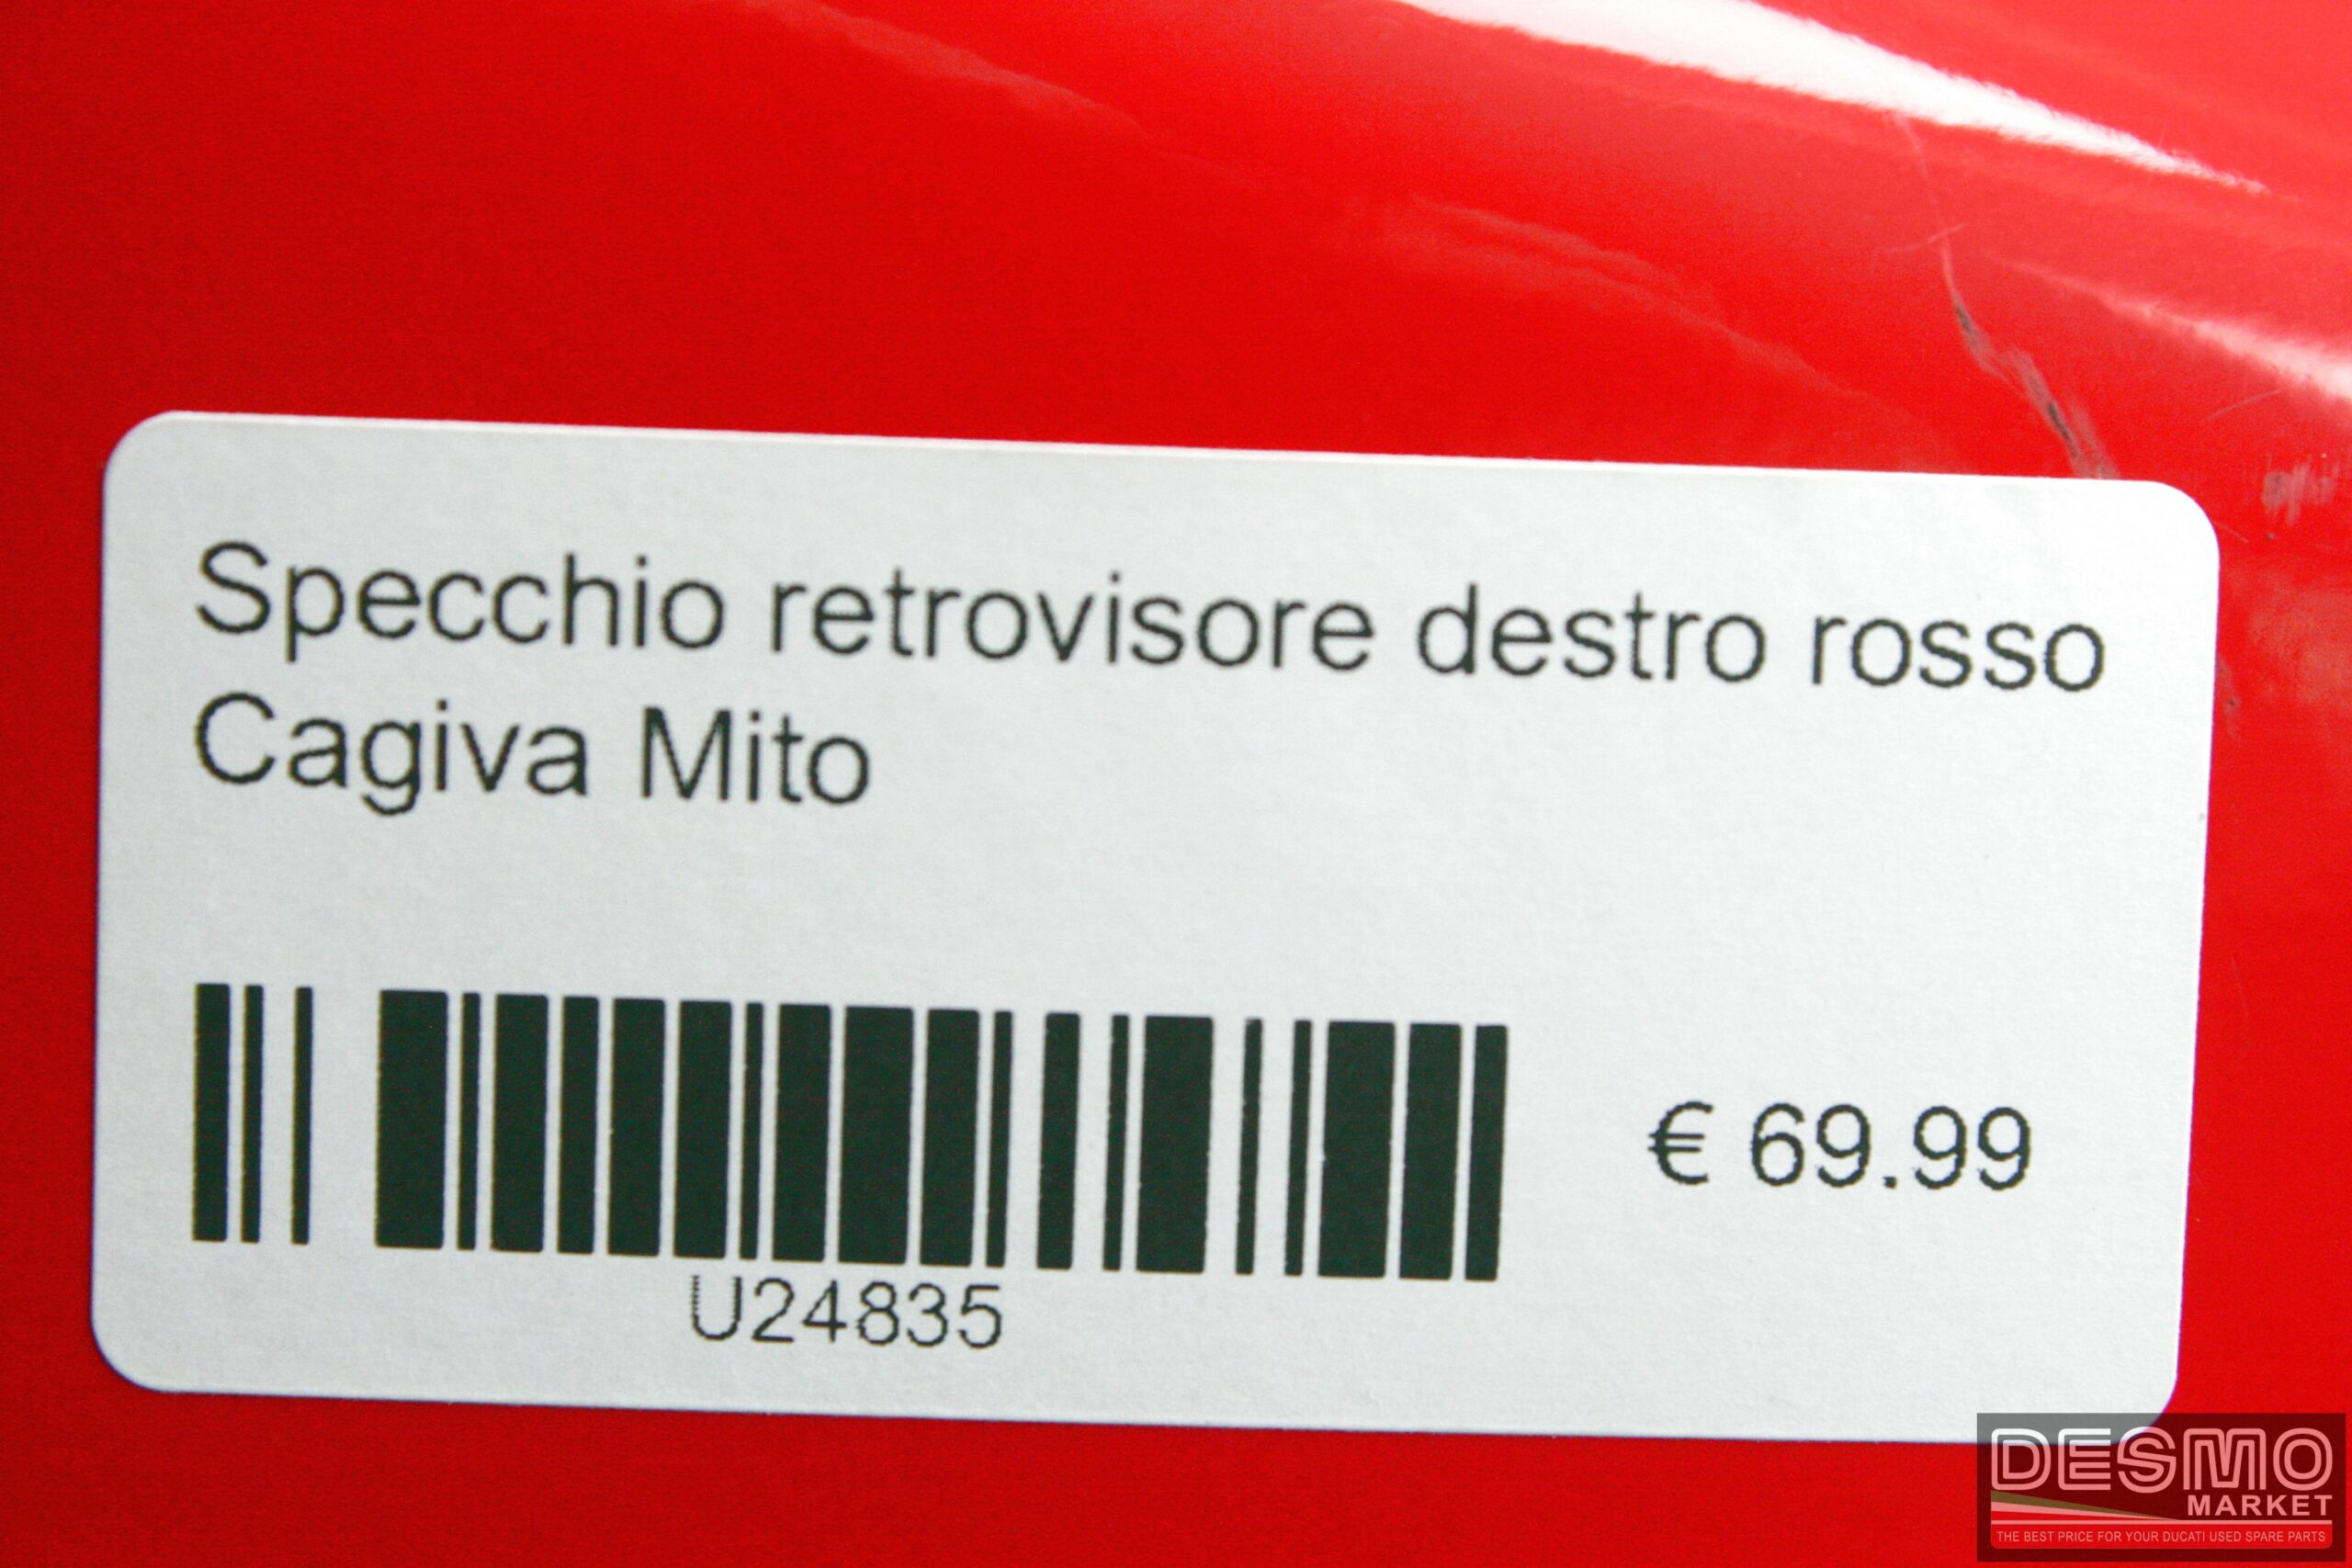 Specchio retrovisore destro rosso
Cagiva Mito
€ 69.99
U24835
DESMO
MARKET
THE BEST PRICE FOR YOUR DUCATI USED SPARE PARTS